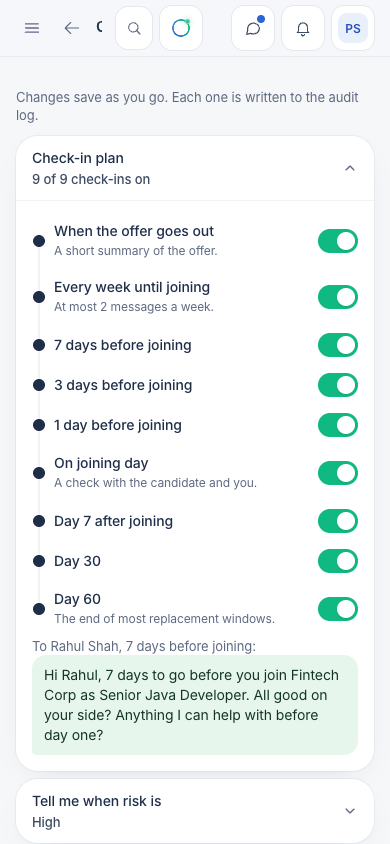 PS
Changes save as you go. Each one is written to the audit
log.
Check-in plan
9 of 9 check-ins on
When the offer goes out
A short summary of the offer.
Every week until joining
At most 2 messages a week.
7 days before joining
3 days before joining
1 day before joining
On joining day
A check with the candidate and you.
Day 7 after joining
Day 30
Day 60
The end of most replacement windows.
To Rahul Shah, 7 days before joining:
Hi Rahul, 7 days to go before you join Fintech
Corp as Senior Java Developer. All good on
your side? Anything I can help with before
day one?
Tell me when risk is
High